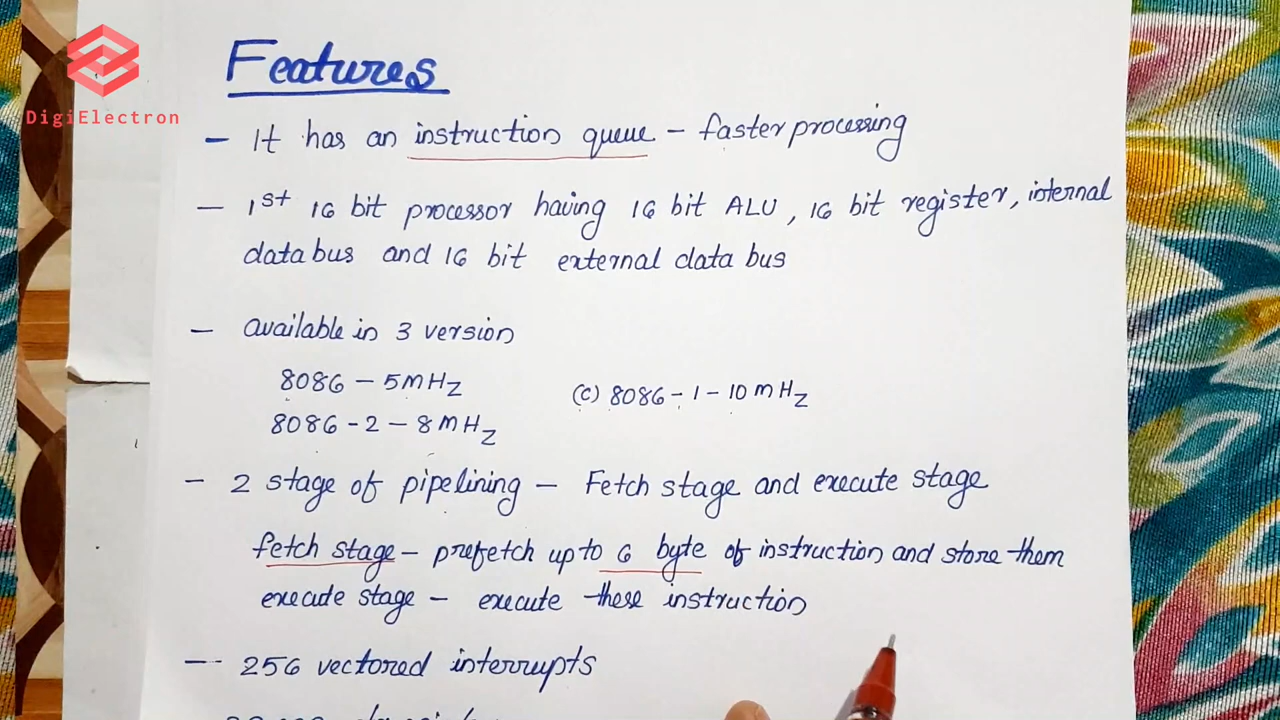 DigiElectron
Features
- It has an instruction queue - faster processing
- 1st 16 bit processor having 16 bit ALU, 16 bit register, internal
data bus and 16 bit external data bus
- available in 3 version
8086 - 5MHz
(c) 8086 - 1 - 10 mHz
8086 - 2 - 8MHz
- 2 stage of pipelining - Fetch stage and execute stage
fetch stage - prefetch up to 6 byte of instruction and store them
execute stage - execute these instruction
- 256 vectored interrupts